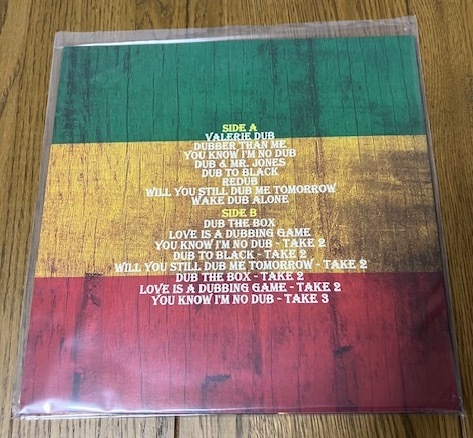 SIDE A
VALERIE DUB
DUBBER THAN ME
YOU KNOW I'M NO DUB
DUB & MR. JONES
DUB TO BLACK
REDUB
WILL YOU STILL DUB ME TOMORROW
WAKE DUB ALONE
SIDE B
DUB THE BOX
LOVE IS A DUBBING GAME
YOU KNOW I'M NO DUB - TAKE 2
DUB TO BLACK - TAKE 2
WILL YOU STILL DUB ME TOMORROW - TAKE 2
DUB THE BOX - TAKE 2
LOVE IS A DUBBING GAME - TAKE 2
YOU KNOW I'M NO DUB - TAKE 3